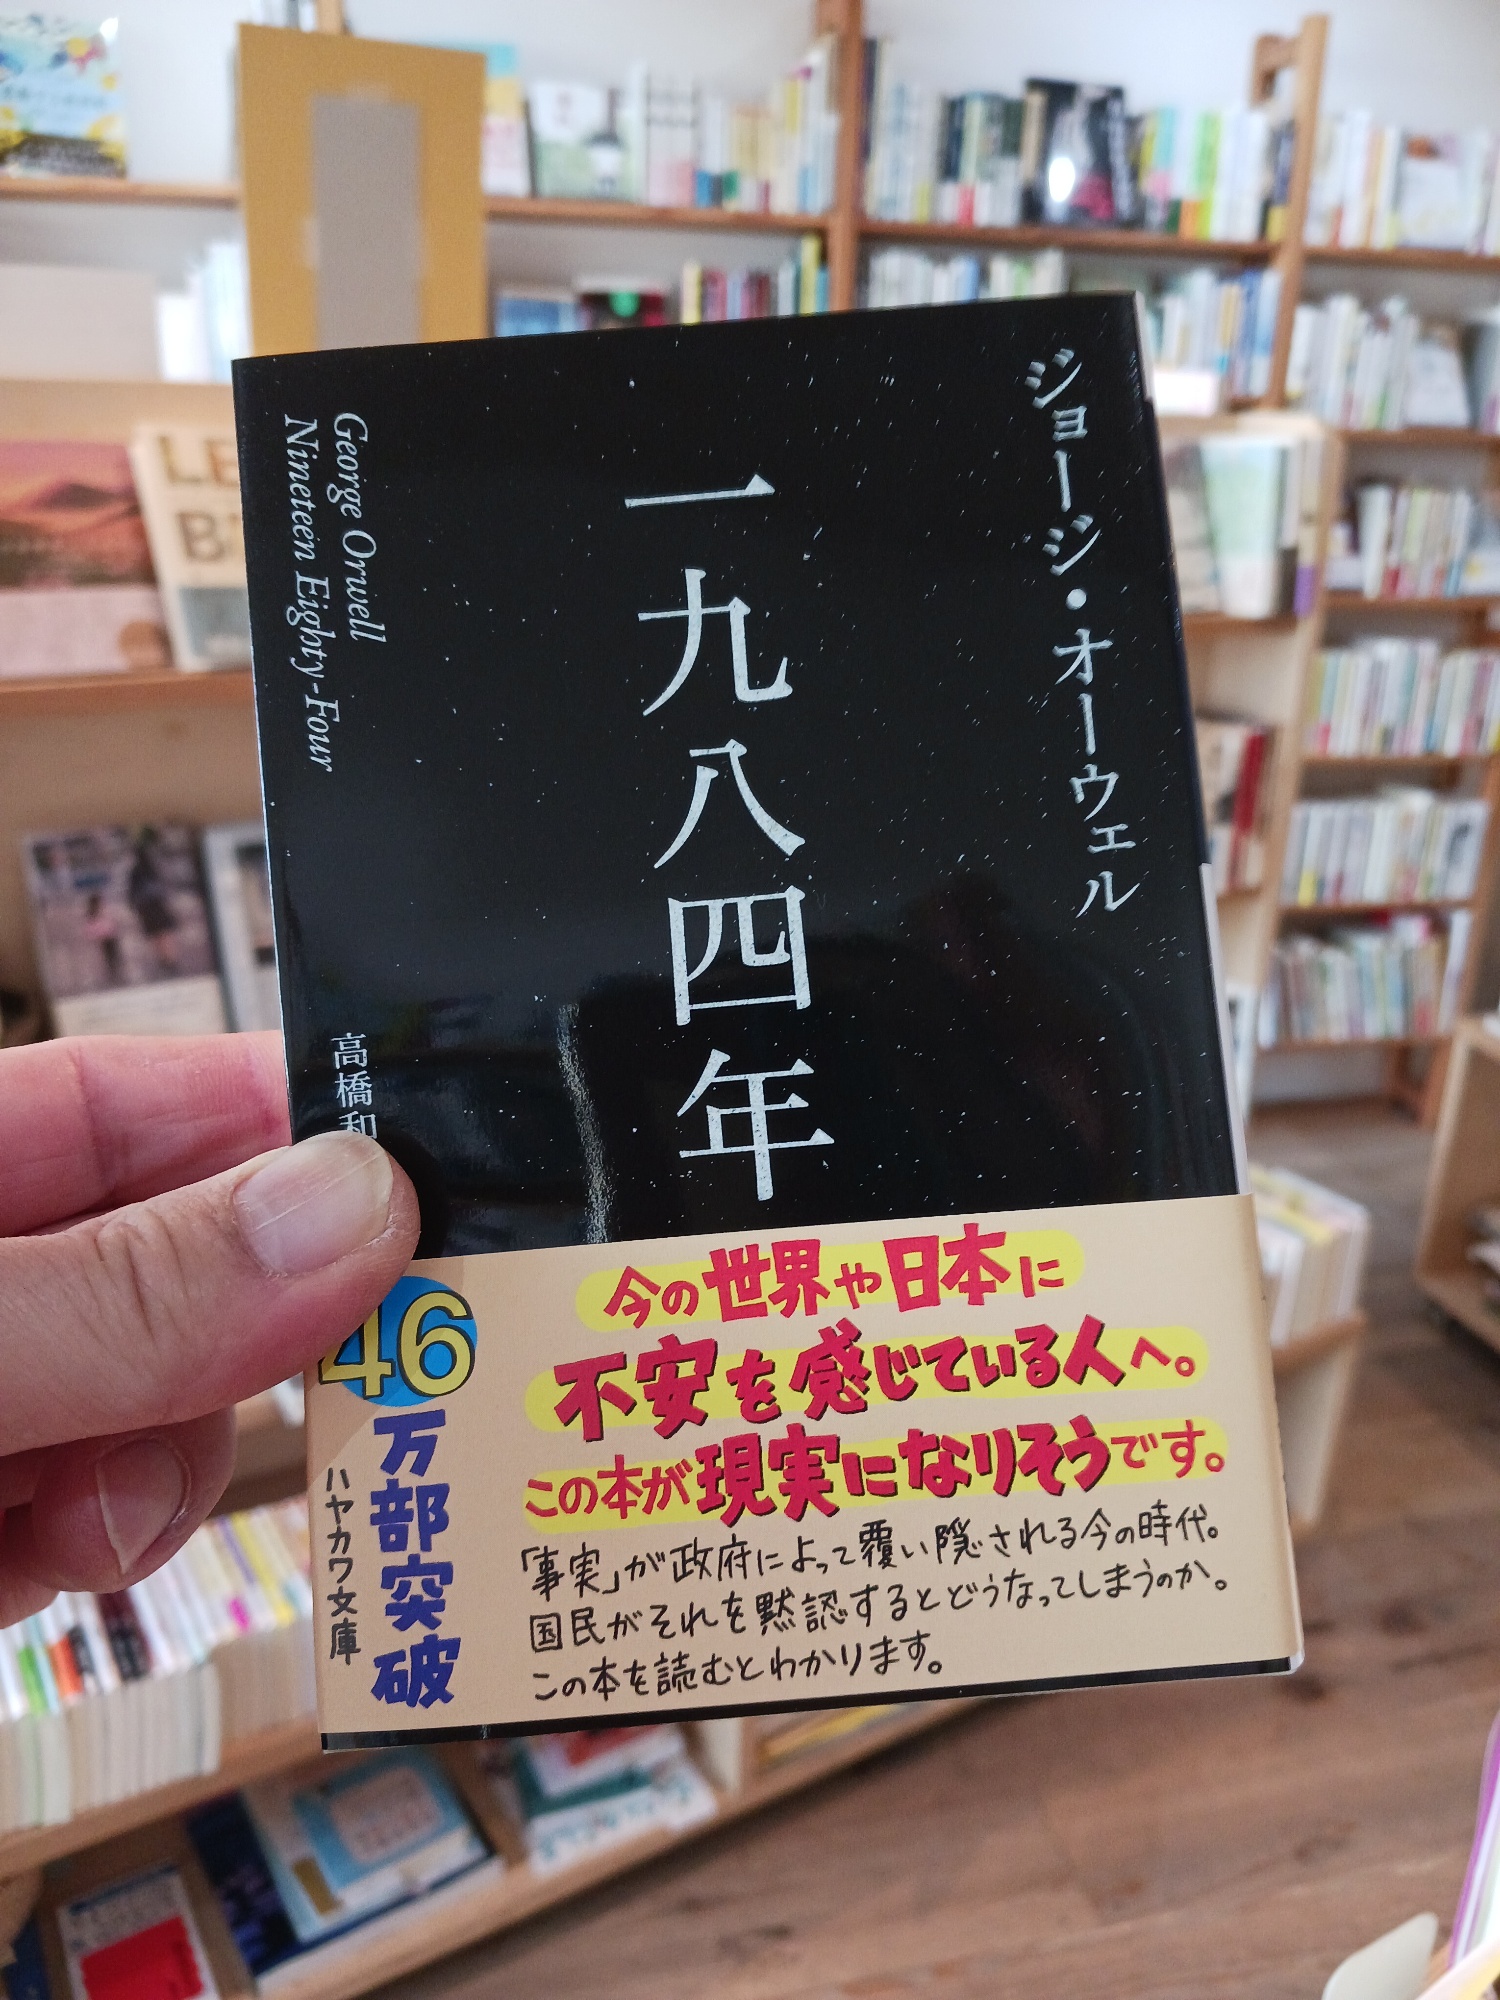 ジョージ・オーウェル
一九八四年
George Orwell
Nineteen Eighty-Four
高橋和
今の世界や日本に
不安を感じている人へ。
この本が現実になりそうです。
「事実」が政府によって覆い隠される今の時代。
国民がそれを黙認するとどうなってしまうのか。
この本を読むとわかります。
46万部突破
ハヤカワ文庫